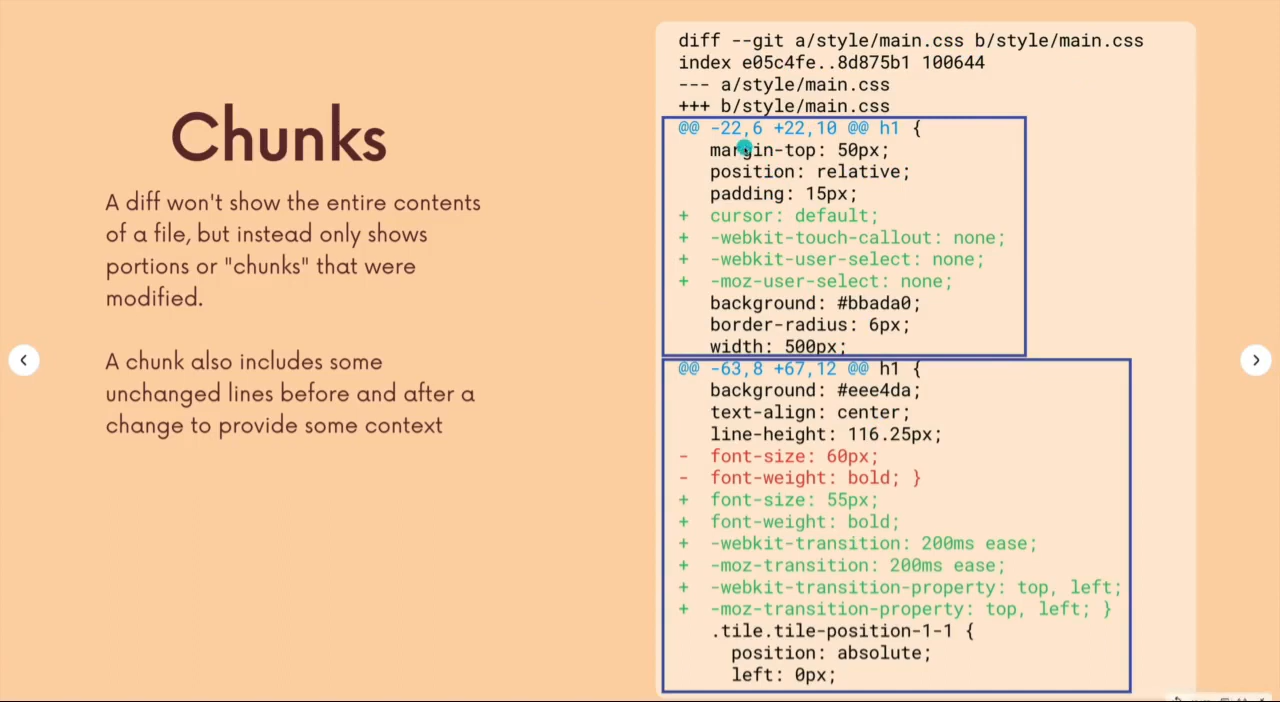 Chunks
A diff won't show the entire contents
of a file, but instead only shows
portions or "chunks" that were
modified.
A chunk also includes some
unchanged lines before and after a
change to provide some context
diff --git a/style/main.css b/style/main.css
index e05c4fe..8d875b1 100644
--- a/style/main.css
+++ b/style/main.css
@@ -22,6 +22,10 @@ h1 {
margin-top: 50px;
position: relative;
padding: 15px;
+ cursor: default;
+ -webkit-touch-callout: none;
+ -webkit-user-select: none;
+ -moz-user-select: none;
background: #bbada0;
border-radius: 6px;
width: 500px;
@@ -63,8 +67,12 @@ h1 {
background: #eee4da;
text-align: center;
line-height: 116.25px;
- font-size: 60px;
- font-weight: bold; }
+ font-size: 55px;
+ font-weight: bold;
+ -webkit-transition: 200ms ease;
+ -moz-transition: 200ms ease;
+ -webkit-transition-property: top, left;
+ -moz-transition-property: top, left; }
.tile.tile-position-1-1 {
position: absolute;
left: 0px;